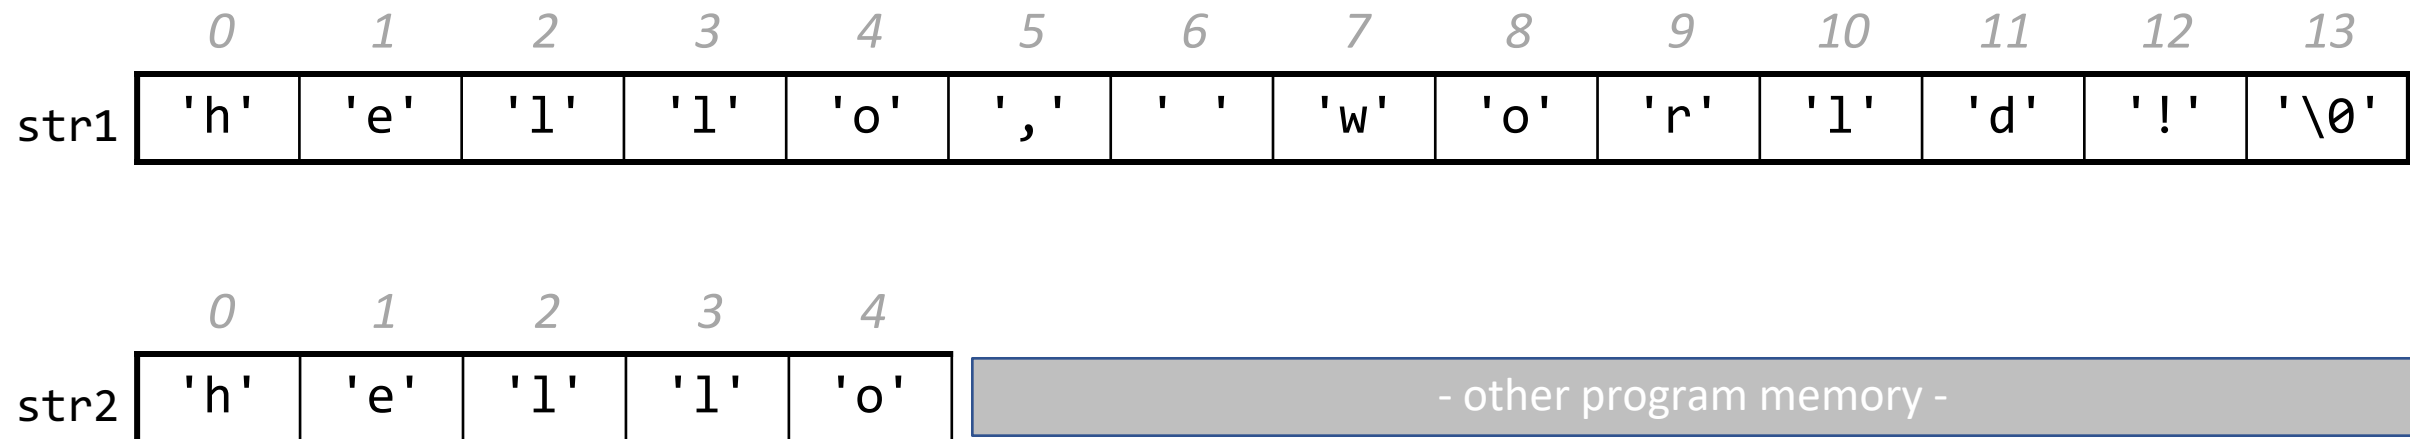 0 1 2 3 4 5 6 7 8 9 10 11 12 13
str1 'h' 'e' 'l' 'l' 'o' ',' ' ' 'w' 'o' 'r' 'l' 'd' '!' '\0'
0 1 2 3 4
str2 'h' 'e' 'l' 'l' 'o' - other program memory -